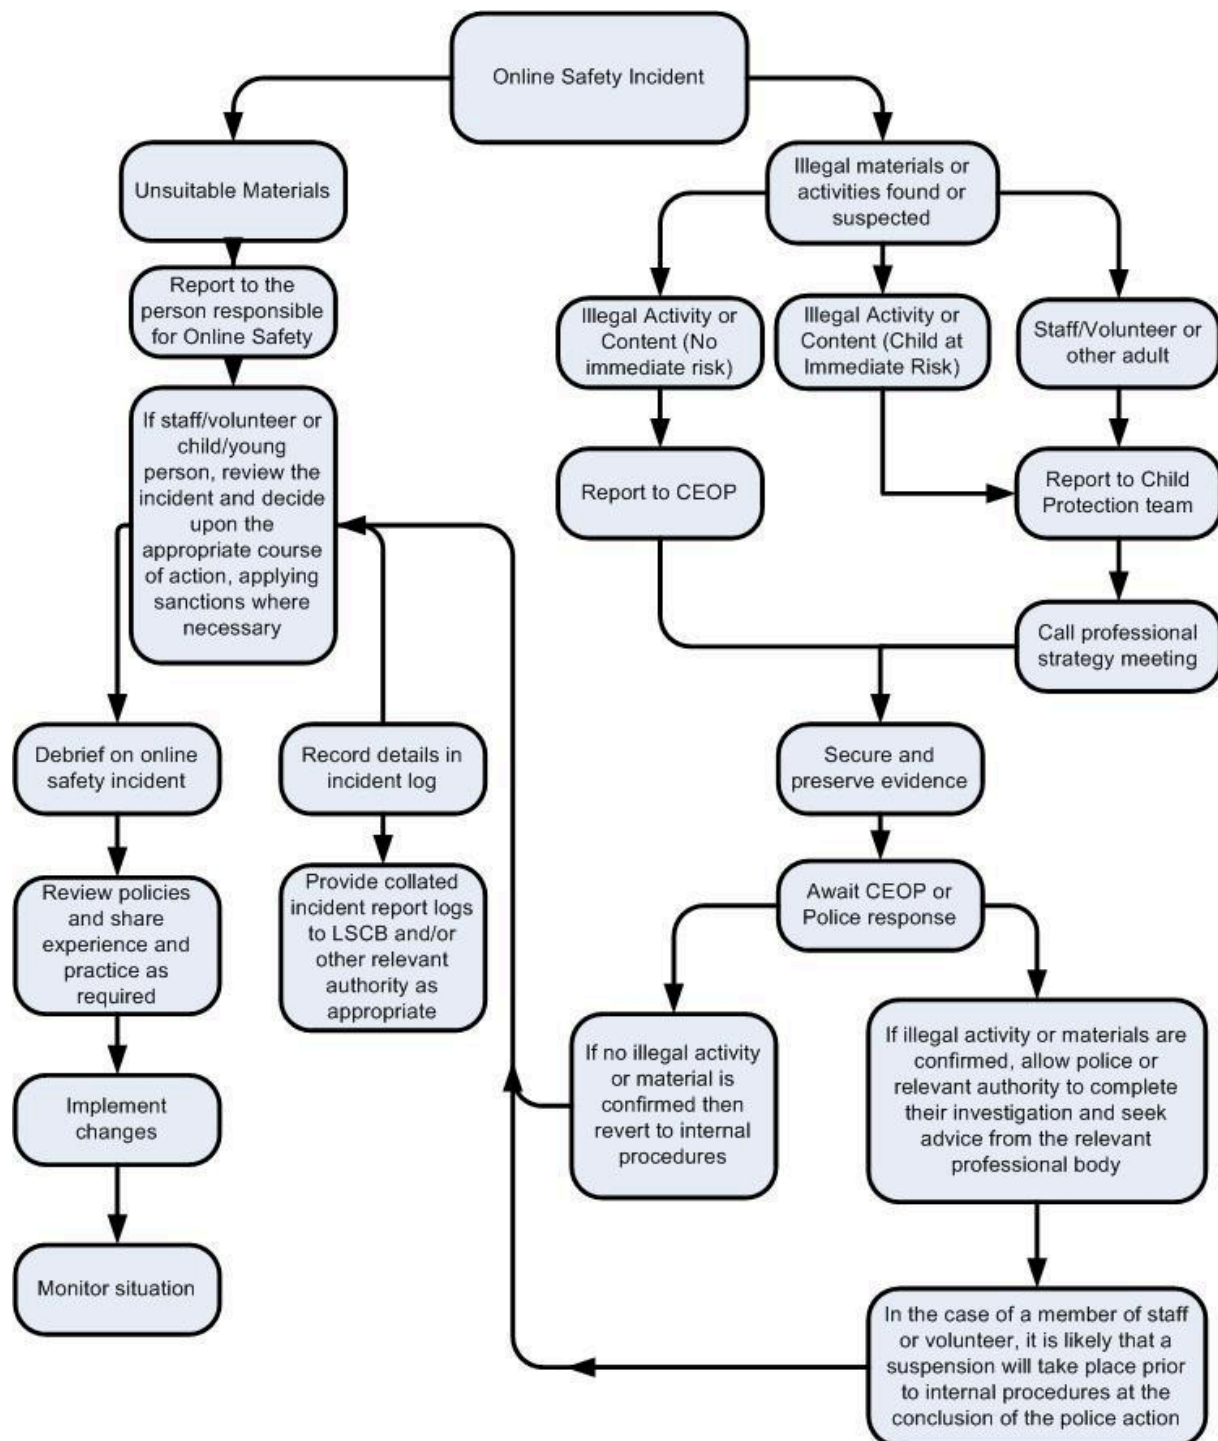 Online Safety Incident
Unsuitable Materials
Report to the
person responsible
for Online Safety
If staff/volunteer or
child/young
person, review the
incident and decide
upon the
appropriate course
of action, applying
sanctions where
necessary
Debrief on online
safety incident
Review policies
and share
experience and
practice as
required
Implement
changes
Monitor situation
Record details in
incident log
Provide collated
incident report logs
to LSCB and/or
other relevant
authority as
appropriate
Illegal materials or
activities found or
suspected
Illegal Activity or
Content (No
immediate risk)
Illegal Activity or
Content (Child at
Immediate Risk)
Staff/Volunteer or
other adult
Report to CEOP
Report to Child
Protection team
Call professional
strategy meeting
Secure and
preserve evidence
Await CEOP or
Police response
If no illegal activity
or material is
confirmed then
revert to internal
procedures
If illegal activity or materials are
confirmed, allow police or
relevant authority to complete
their investigation and seek
advice from the relevant
professional body
In the case of a member of staff
or volunteer, it is likely that a
suspension will take place prior
to internal procedures at the
conclusion of the police action